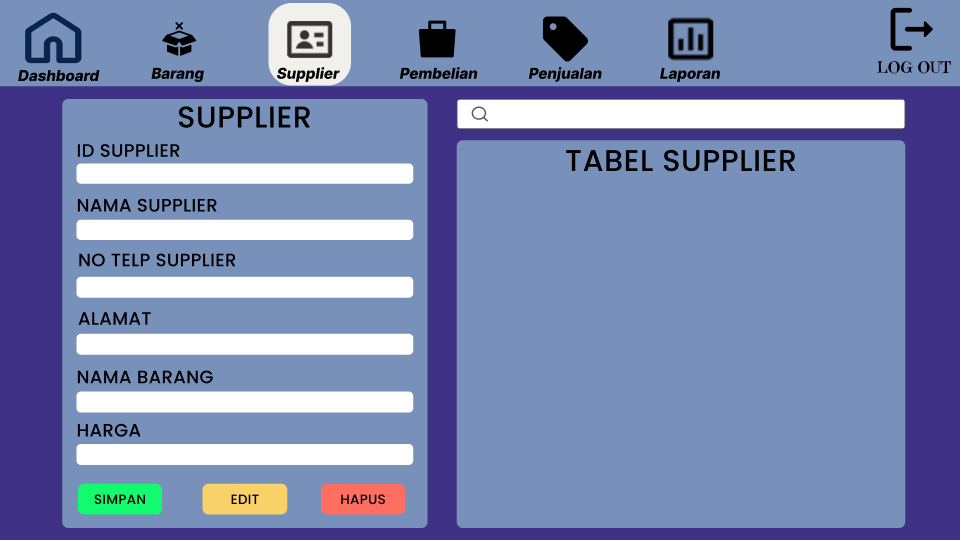 Dashboard
Barang
Supplier
Pembelian
Penjualan
Laporan
LOG OUT
SUPPLIER
ID SUPPLIER
NAMA SUPPLIER
NO TELP SUPPLIER
ALAMAT
NAMA BARANG
HARGA
SIMPAN
EDIT
HAPUS
TABEL SUPPLIER